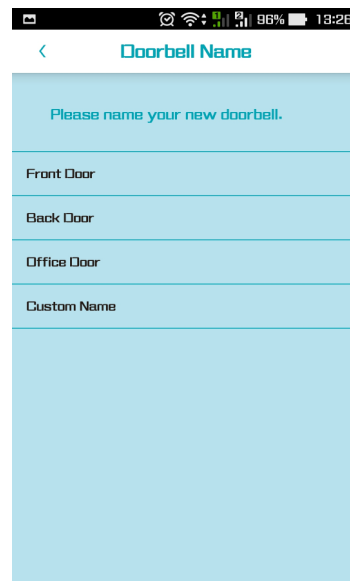 96% 13:26
Doorbell Name
Please name your new doorbell.
Front Door
Back Door
Office Door
Custom Name